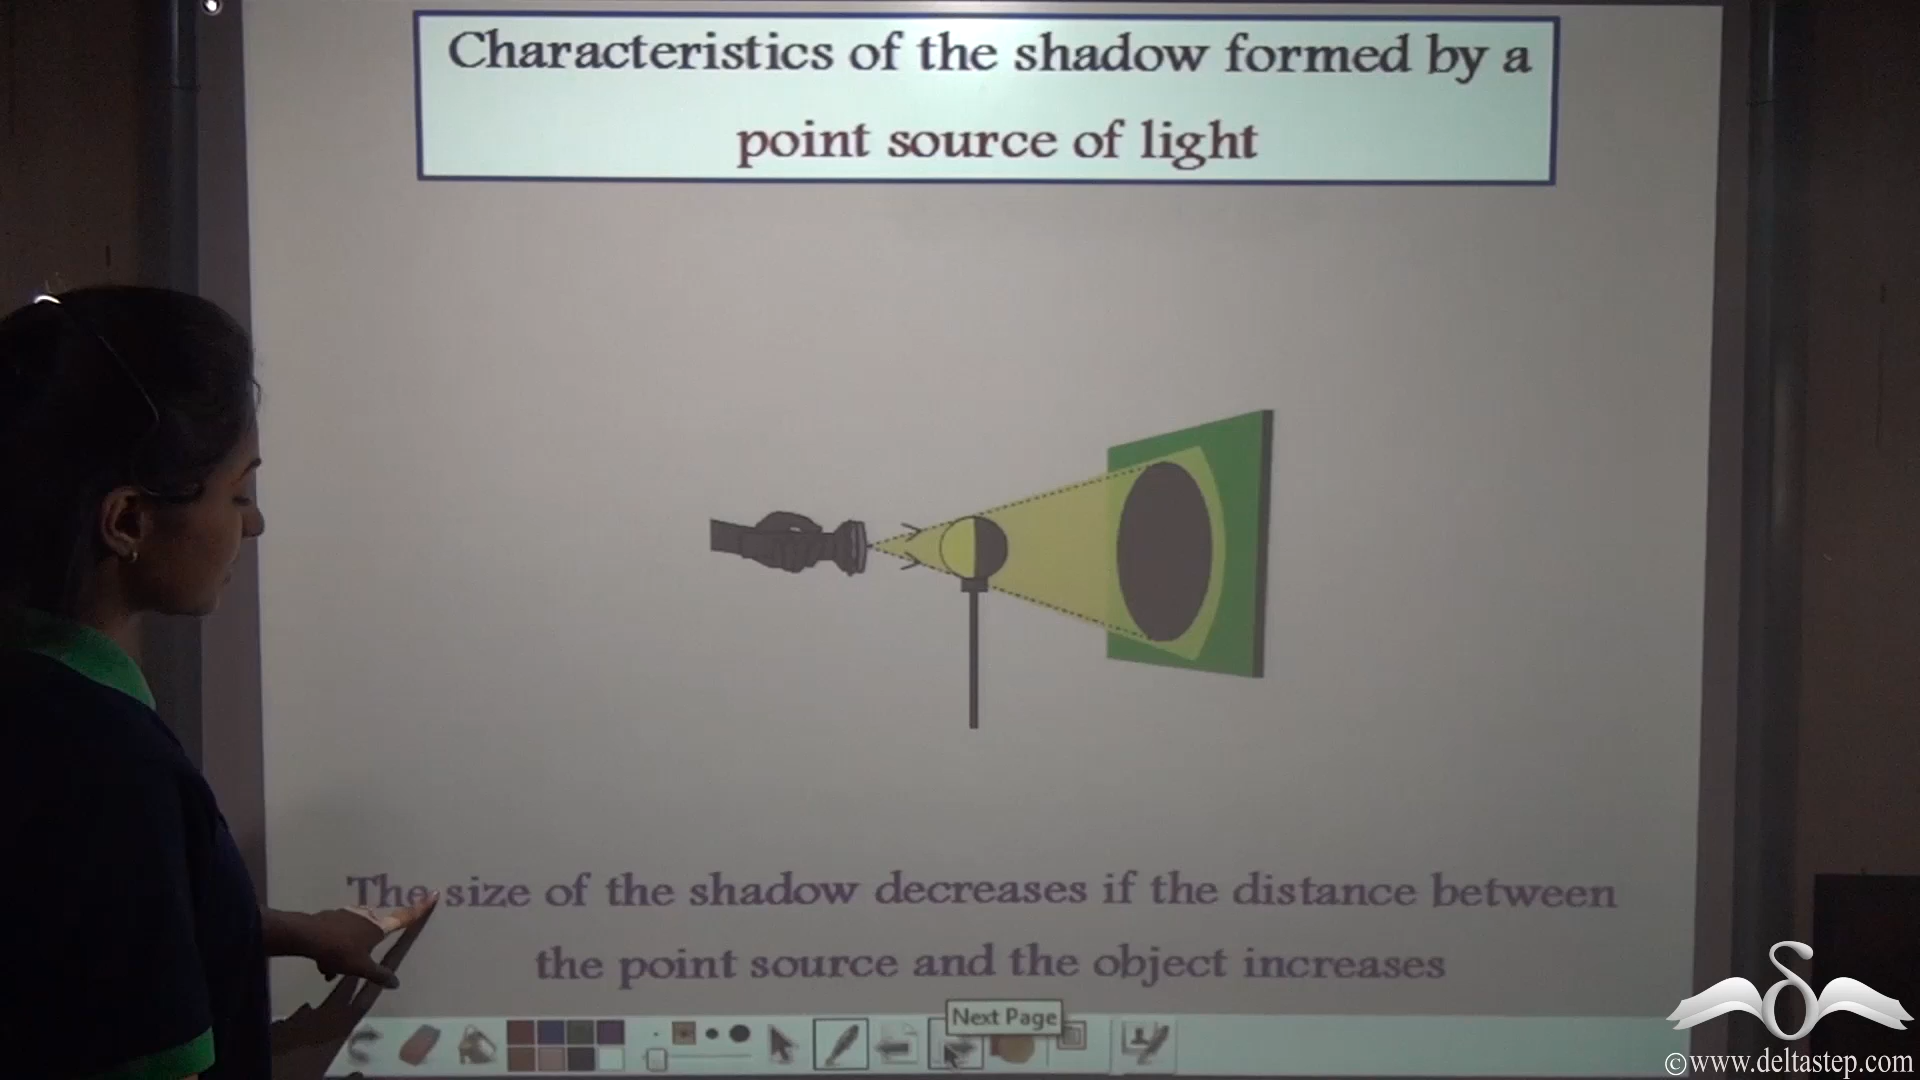 Characteristics of the shadow formed by a
point source of light
The size of the shadow decreases if the distance between
the point source and the object increases
Next Page
©www.deltastep.com